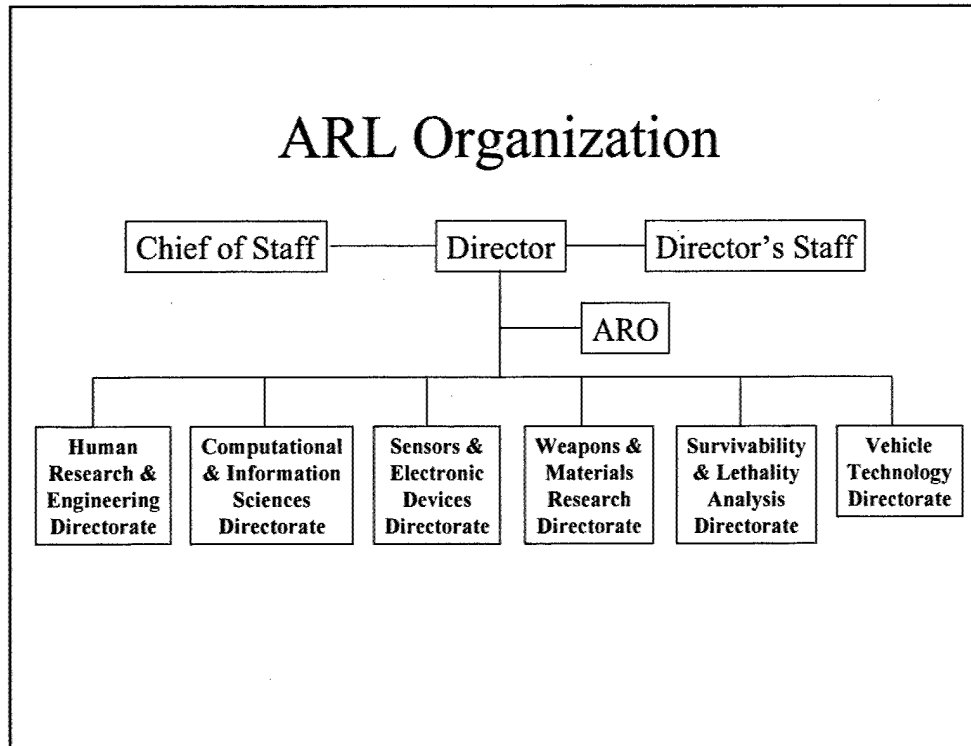 ARL Organization
Chief of Staff
Director
Director's Staff
ARO
Human
Research &
Engineering
Directorate
Computational
& Information
Sciences
Directorate
Sensors &
Electronic
Devices
Directorate
Weapons &
Materials
Research
Directorate
Survivability
& Lethality
Analysis
Directorate
Vehicle
Technology
Directorate